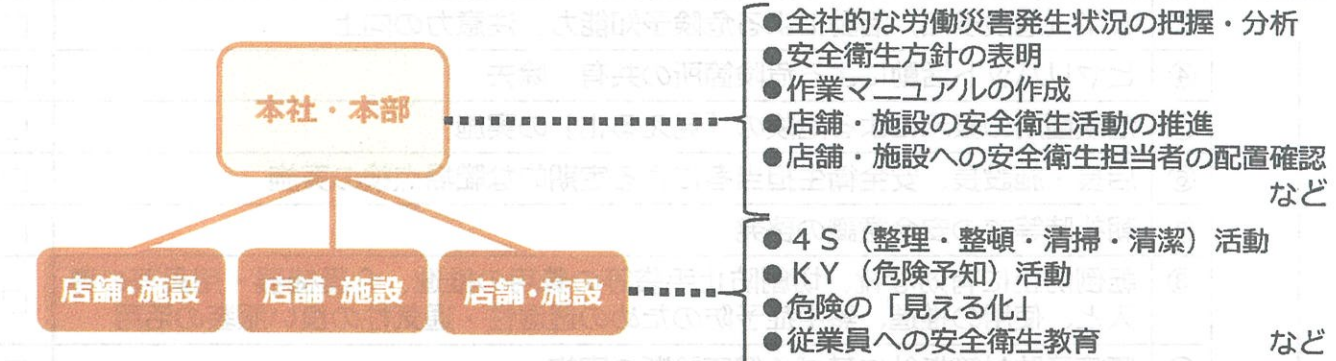 本社・本部
●全社的な労働災害発生状況の把握・分析
●安全衛生方針の表明
●作業マニュアルの作成
●店舗・施設の安全衛生活動の推進
●店舗・施設への安全衛生担当者の配置確認
など
店舗・施設
店舗・施設
店舗・施設
●4S（整理・整頓・清掃・清潔）活動
●KY（危険予知）活動
●危険の「見える化」
●従業員への安全衛生教育 など